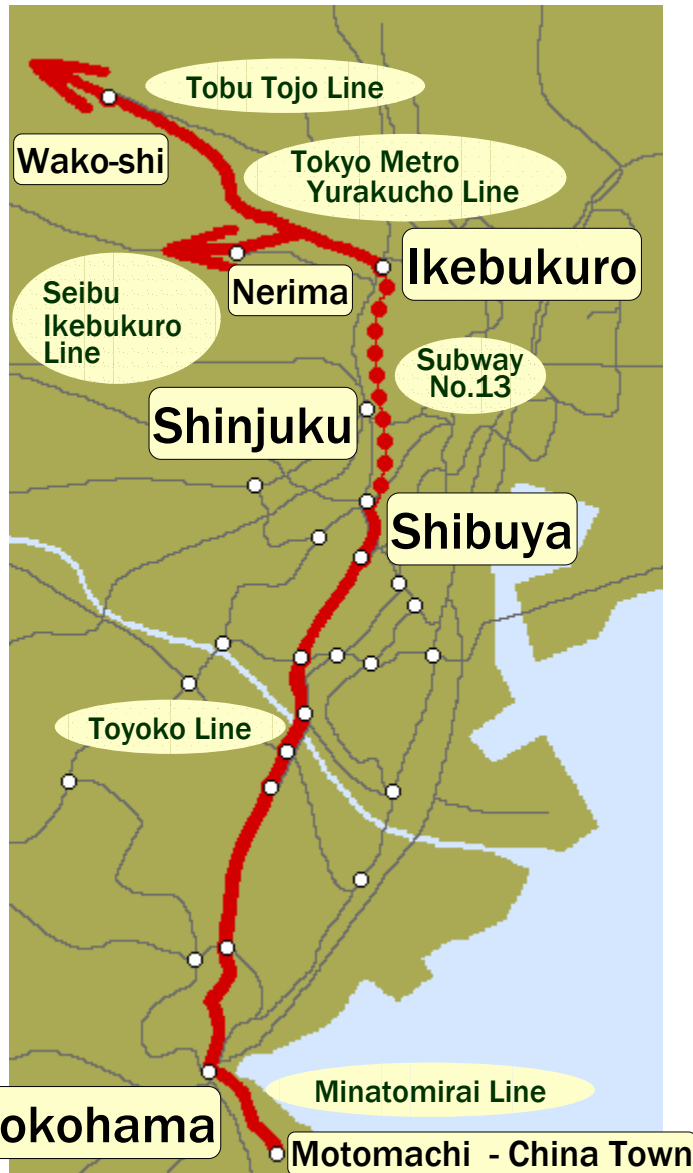 Tobu Tojo Line
Wako-shi
Tokyo Metro
Yurakucho Line
Ikebukuro
Nerima
Seibu
Ikebukuro
Line
Subway
No.13
Shinjuku
Shibuya
Toyoko Line
Minatomirai Line
okohama
Motomachi - China Town